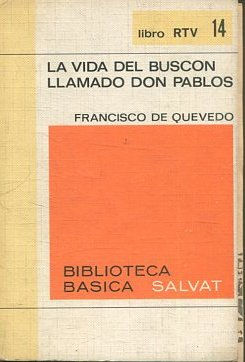 libro RTV 14
LA VIDA DEL BUSCON
LLAMADO DON PABLOS
FRANCISCO DE QUEVEDO
BIBLIOTECA
BASICA SALVAT